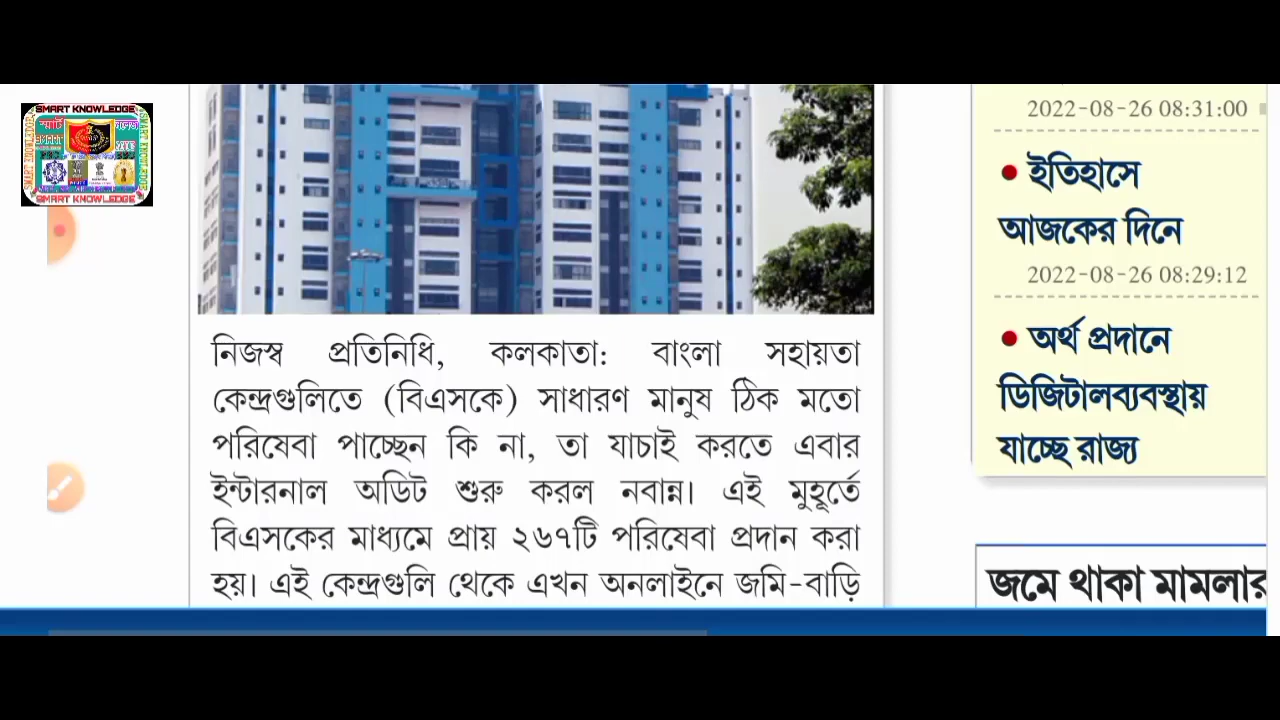 SMART KNOWLEDGE
স্মার্ট
SMART KNOWLEDGE
নিজস্ব প্রতিনিধি, কলকাতা: বাংলা সহায়তা
কেন্দ্রগুলিতে (বিএসকে) সাধারণ মানুষ ঠিক মতো
পরিষেবা পাচ্ছেন কি না, তা যাচাই করতে এবার
ইন্টারনাল অডিট শুরু করল নবান্ন। এই মুহূর্তে
বিএসকের মাধ্যমে প্রায় ২৬৭টি পরিষেবা প্রদান করা
হয়। এই কেন্দ্রগুলি থেকে এখন অনলাইনে জমি-বাড়ি
2022-08-26 08:31:00
ইতিহাসে
আজকের দিনে
2022-08-26 08:29:12
অর্থ প্রদানে
ডিজিটালব্যবস্থায়
যাচ্ছে রাজ্য
জমে থাকা মামলার